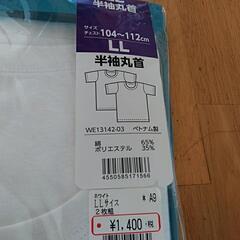 半袖丸首
サイズ
チェスト 104~112cm
LL
半袖丸首
WE13142-03 ベトナム製
綿 65%
ポリエステル 35%
4550585171566
ホワイト
LLサイズ * A9
2枚組
¥1,400+税